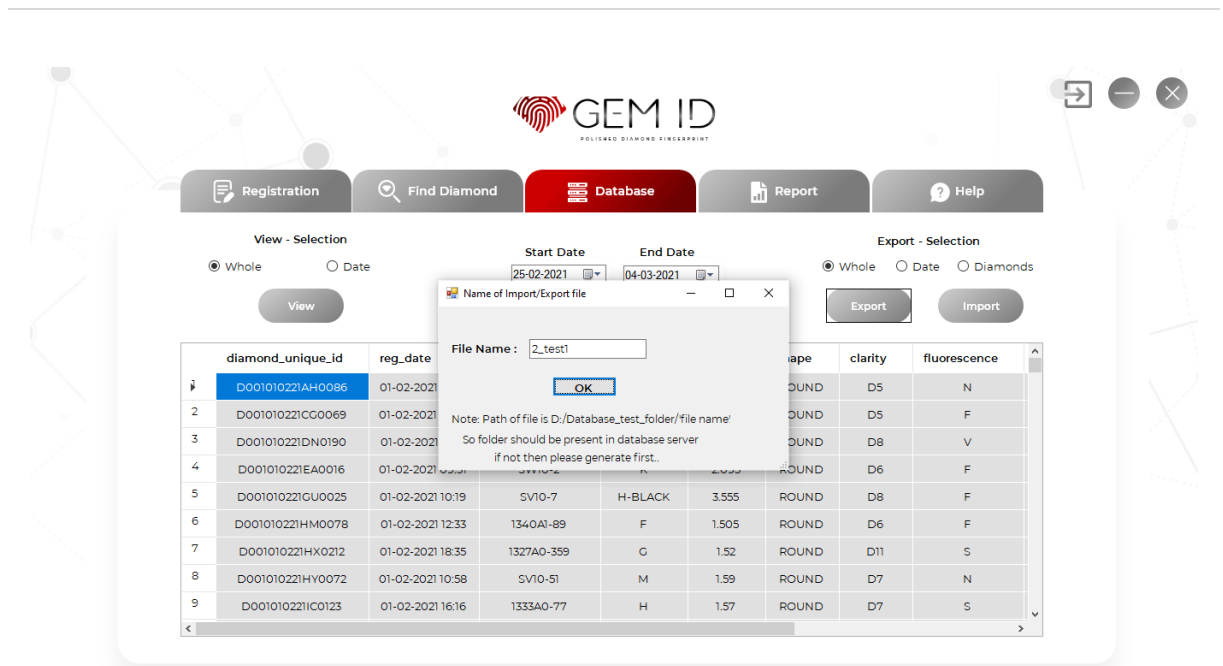 GEM ID
POLISHED DIAMOND FINGERPRINT
Registration Find Diamond Database Report Help
View - Selection
Start Date End Date
Export - Selection
Whole Date
25-02-2021 04-03-2021
Whole Date Diamonds
View
Export Import
Name of Import/Export file
File Name : 2_test1
OK
Note: Path of file is D:/Database_test_folder/'file name'
So folder should be present in database server
if not then please generate first..
diamond_unique_id reg_date ape clarity fluorescence
1 D001010221AH0086 01-02-2021 OUND D5 N
2 D001010221CG0069 01-02-2021 OUND D5 F
3 D001010221DN0190 01-02-2021 OUND D8 V
4 D001010221EA0016 01-02-2021 ROUND D6 F
5 D001010221GU0025 01-02-2021 10:19 SV10-7 H-BLACK 3.555 ROUND D8 F
6 D001010221HM0078 01-02-2021 12:33 1340A1-89 F 1.505 ROUND D6 F
7 D001010221HX0212 01-02-2021 18:35 1327A0-359 G 1.52 ROUND D11 S
8 D001010221HY0072 01-02-2021 10:58 SV10-51 M 1.59 ROUND D7 N
9 D001010221IC0123 01-02-2021 16:16 1333A0-77 H 1.57 ROUND D7 S